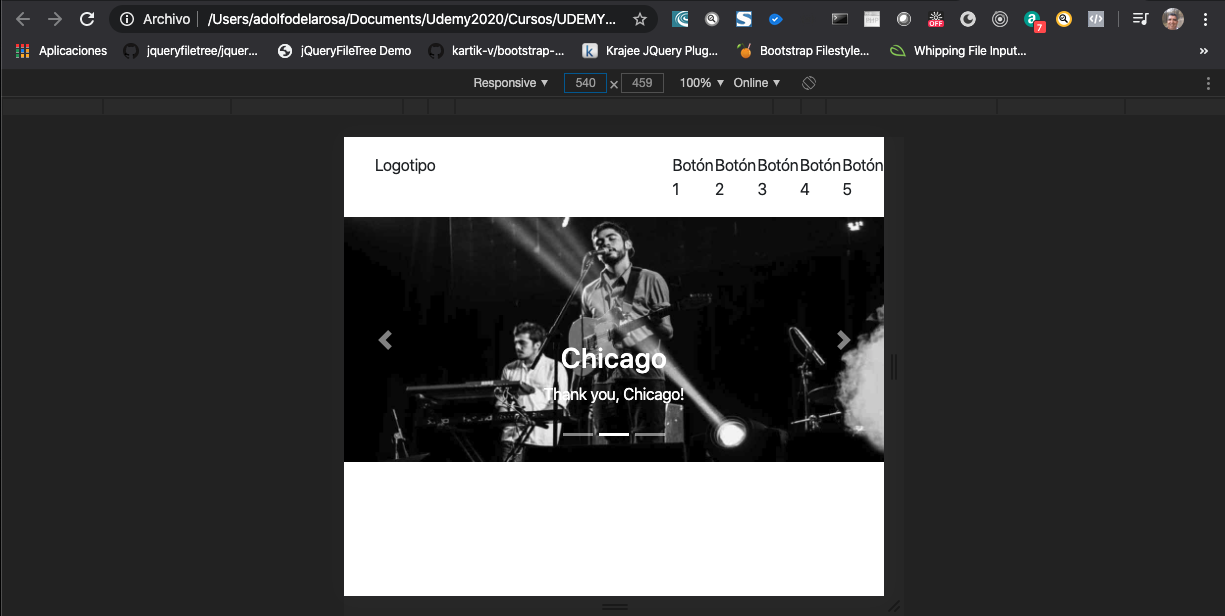 Archivo /Users/adolfodelarosa/Documents/Udemy2020/Cursos/UDEMY...
OFF
a
7
Aplicaciones jqueryfiletree/jquer... jQueryFileTree Demo kartik-v/bootstrap-... k Krajee JQuery Plug... Bootstrap Filestyle... Whipping File Input... »
Responsive ▼ 540 × 459 100% ▼ Online ▼
Logotipo Botón Botón Botón Botón Botón
1 2 3 4 5
Chicago
Thank you, Chicago!